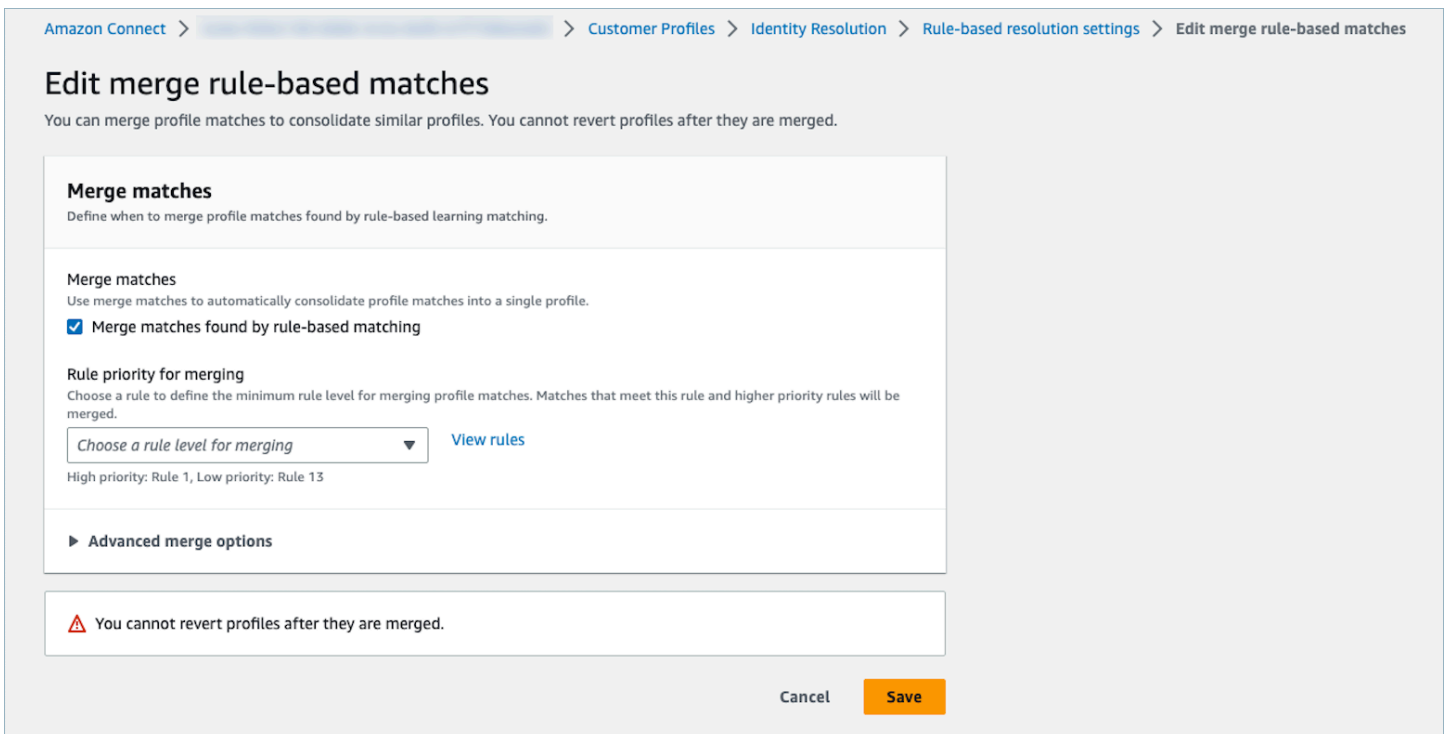 Amazon Connect > > Customer Profiles > Identity Resolution > Rule-based resolution settings > Edit merge rule-based matches
Edit merge rule-based matches
You can merge profile matches to consolidate similar profiles. You cannot revert profiles after they are merged.
Merge matches
Define when to merge profile matches found by rule-based learning matching.
Merge matches
Use merge matches to automatically consolidate profile matches into a single profile.
Merge matches found by rule-based matching
Rule priority for merging
Choose a rule to define the minimum rule level for merging profile matches. Matches that meet this rule and higher priority rules will be
merged.
Choose a rule level for merging View rules
High priority: Rule 1, Low priority: Rule 13
Advanced merge options
You cannot revert profiles after they are merged.
Cancel Save